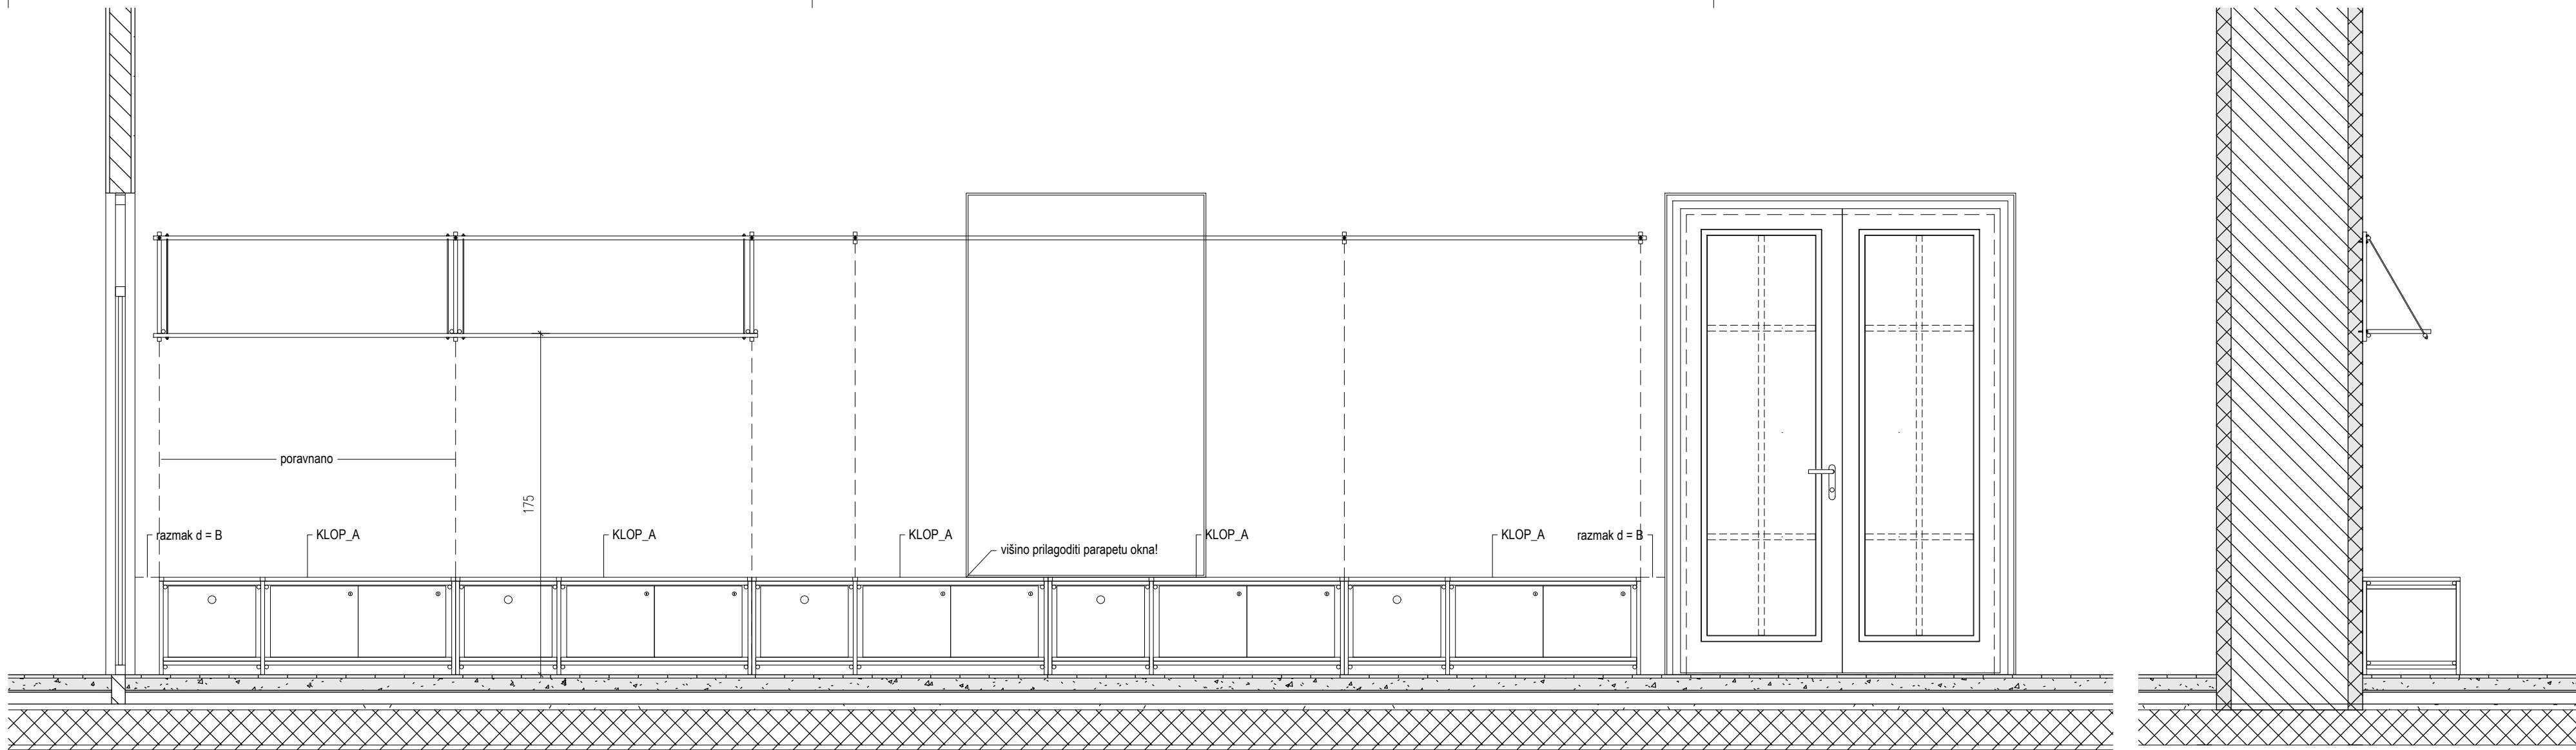 poravnano
175
razmak d = B
KLOP_A
KLOP_A
KLOP_A
KLOP_A
KLOP_A
razmak d = B
višino prilagoditi parapetu okna!